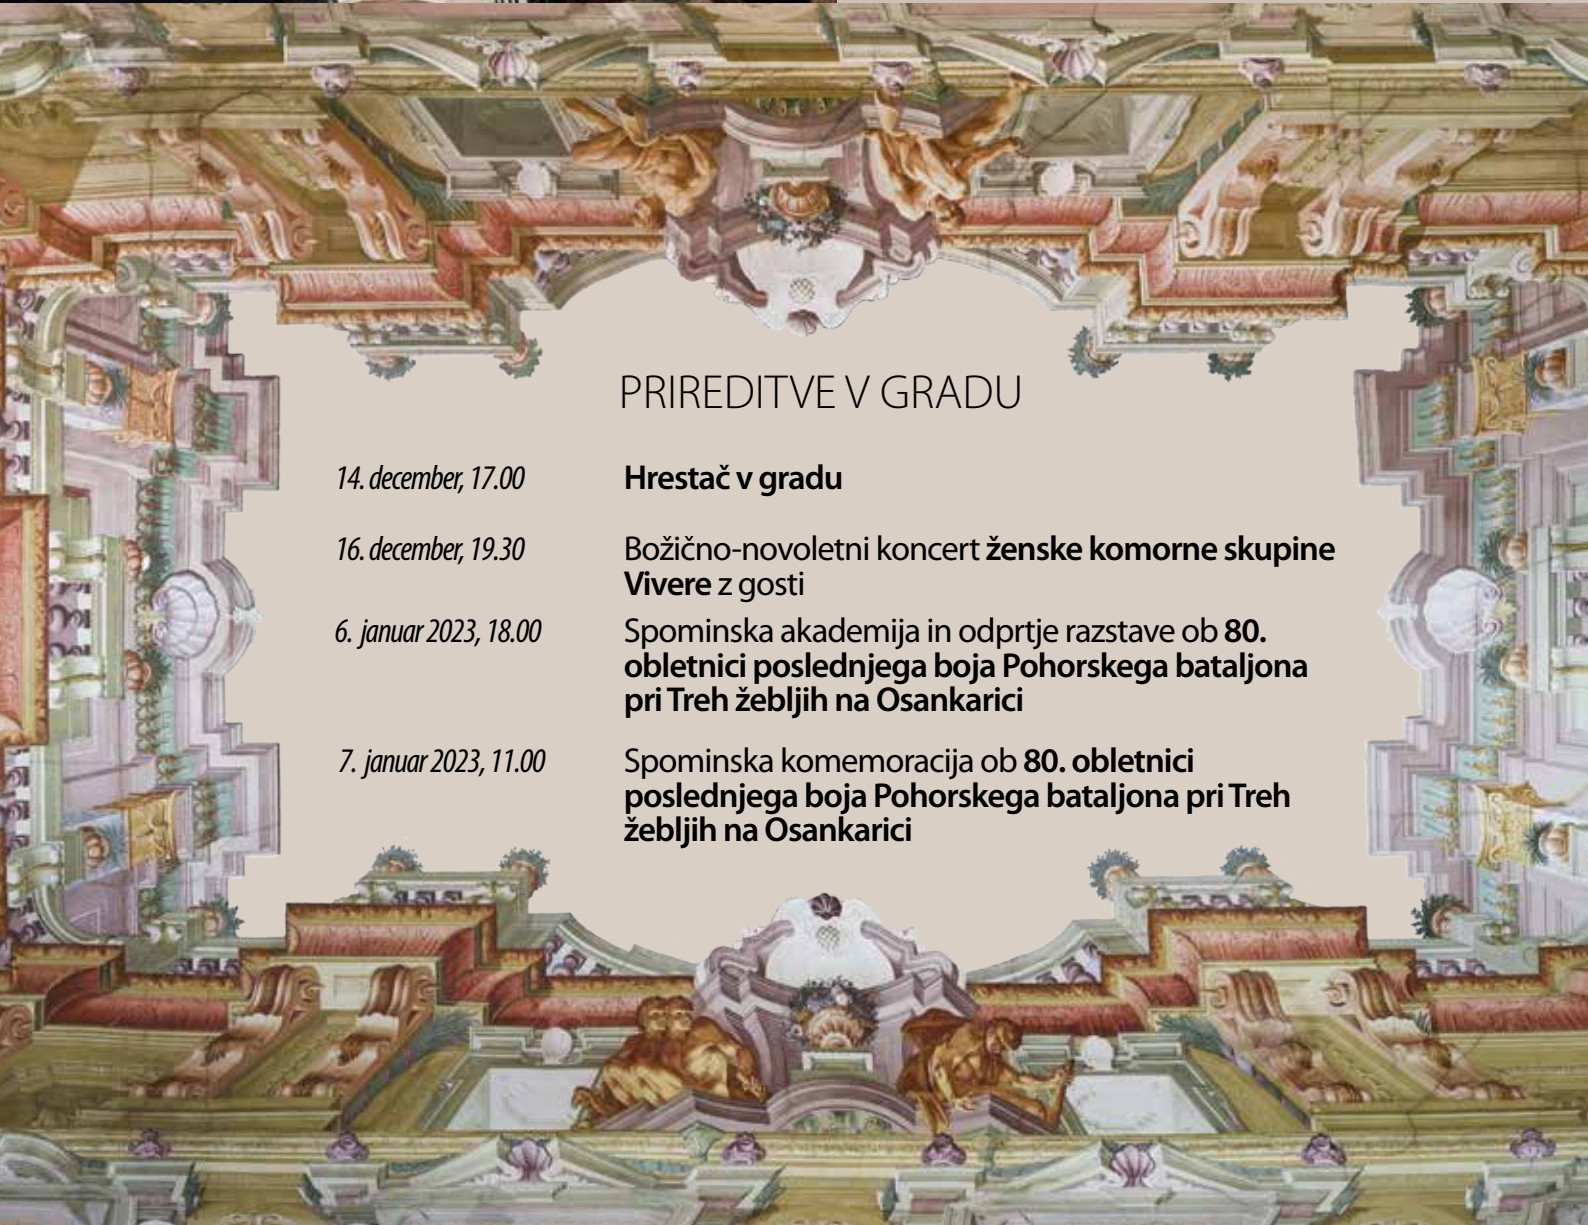 PRIREDITVE V GRADU
14. december, 17.00 Hrestač v gradu
16. december, 19.30 Božično-novoletni koncert ženske komorne skupine
Vivere z gosti
6. januar 2023, 18.00 Spominska akademija in odprtje razstave ob 80.
obletnici poslednjega boja Pohorskega bataljona
pri Treh žebljih na Osankarici
7. januar 2023, 11.00 Spominska komemoracija ob 80. obletnici
poslednjega boja Pohorskega bataljona pri Treh
žebljih na Osankarici